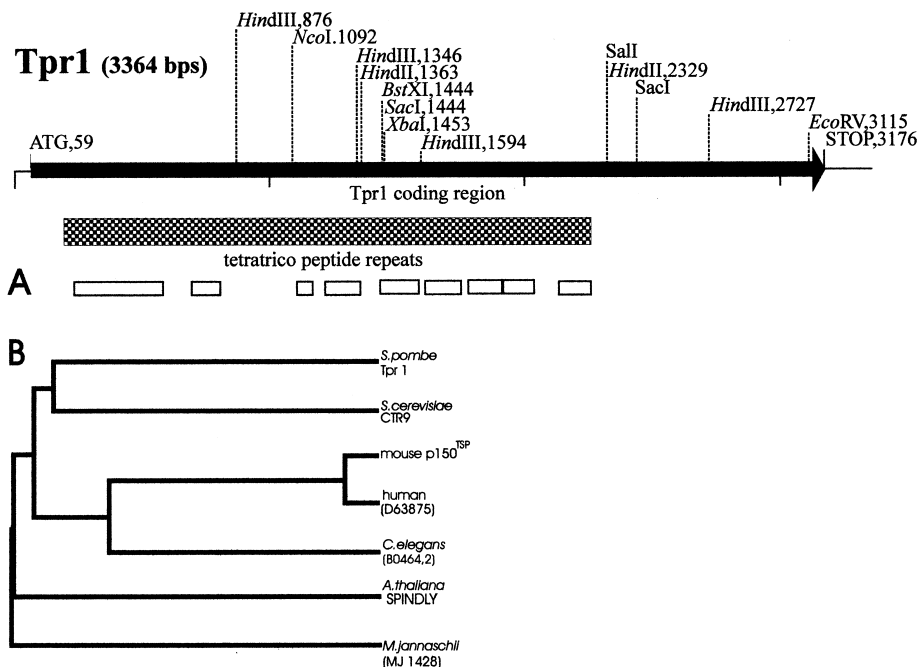 HindIII,876
NcoI.1092
Tpr1 (3364 bps)
HindIII,1346
HindII,1363
BstXI,1444
SacI,1444
XbaI,1453
HindIII,1594
SalI
HindII,2329
SacI
HindIII,2727
EcoRV,3115
STOP,3176
ATG,59
Tpr1 coding region
tetratrico peptide repeats
A
B
S.pombe
Tpr 1
S.cerevisiae
CTR9
mouse p150TSP
human
(D63875)
C.elegans
(B0464,2)
A.thaliana
SPINDLY
M.jannaschii
(MJ 1428)